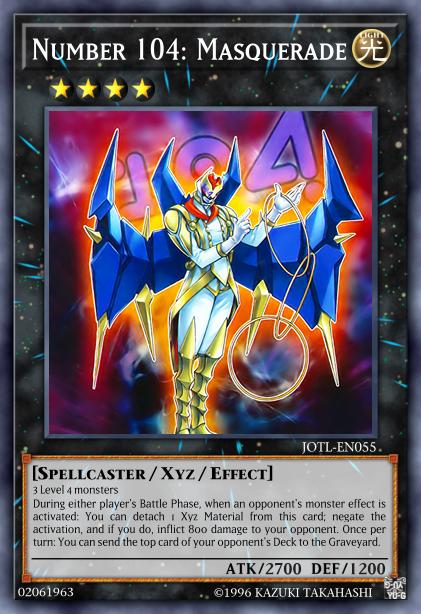 NUMBER 104: MASQUERADE
LIGHT
光
104
JOTL-EN055
[SPELLCASTER / XYZ / EFFECT]
3 Level 4 monsters
During either player's Battle Phase, when an opponent's monster effect is
activated: You can detach 1 Xyz Material from this card; negate the
activation, and if you do, inflict 800 damage to your opponent. Once per
turn: You can send the top card of your opponent's Deck to the Graveyard.
ATK/2700 DEF/1200
02061963
©1996 KAZUKI TAKAHASHI